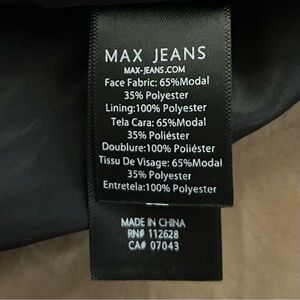 MAX JEANS
MAX-JEANS.COM
Face Fabric: 65%Modal
35% Polyester
Lining:100% Polyester
Tela Cara: 65%Modal
35% Poliéster
Doublure:100% Polyester
Tissu De Visage: 65%Modal
35% Polyester
Entretela:100% Polyester
MADE IN CHINA
RN# 112628
CA# 07043